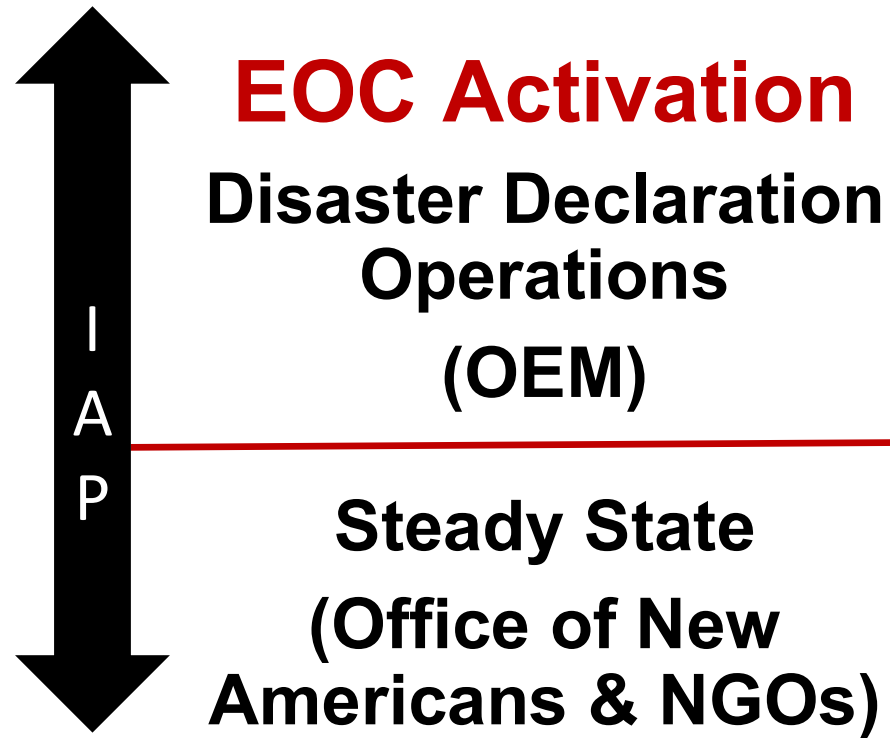 I
A
P
EOC Activation
Disaster Declaration
Operations
(OEM)
Steady State
(Office of New
Americans & NGOs)